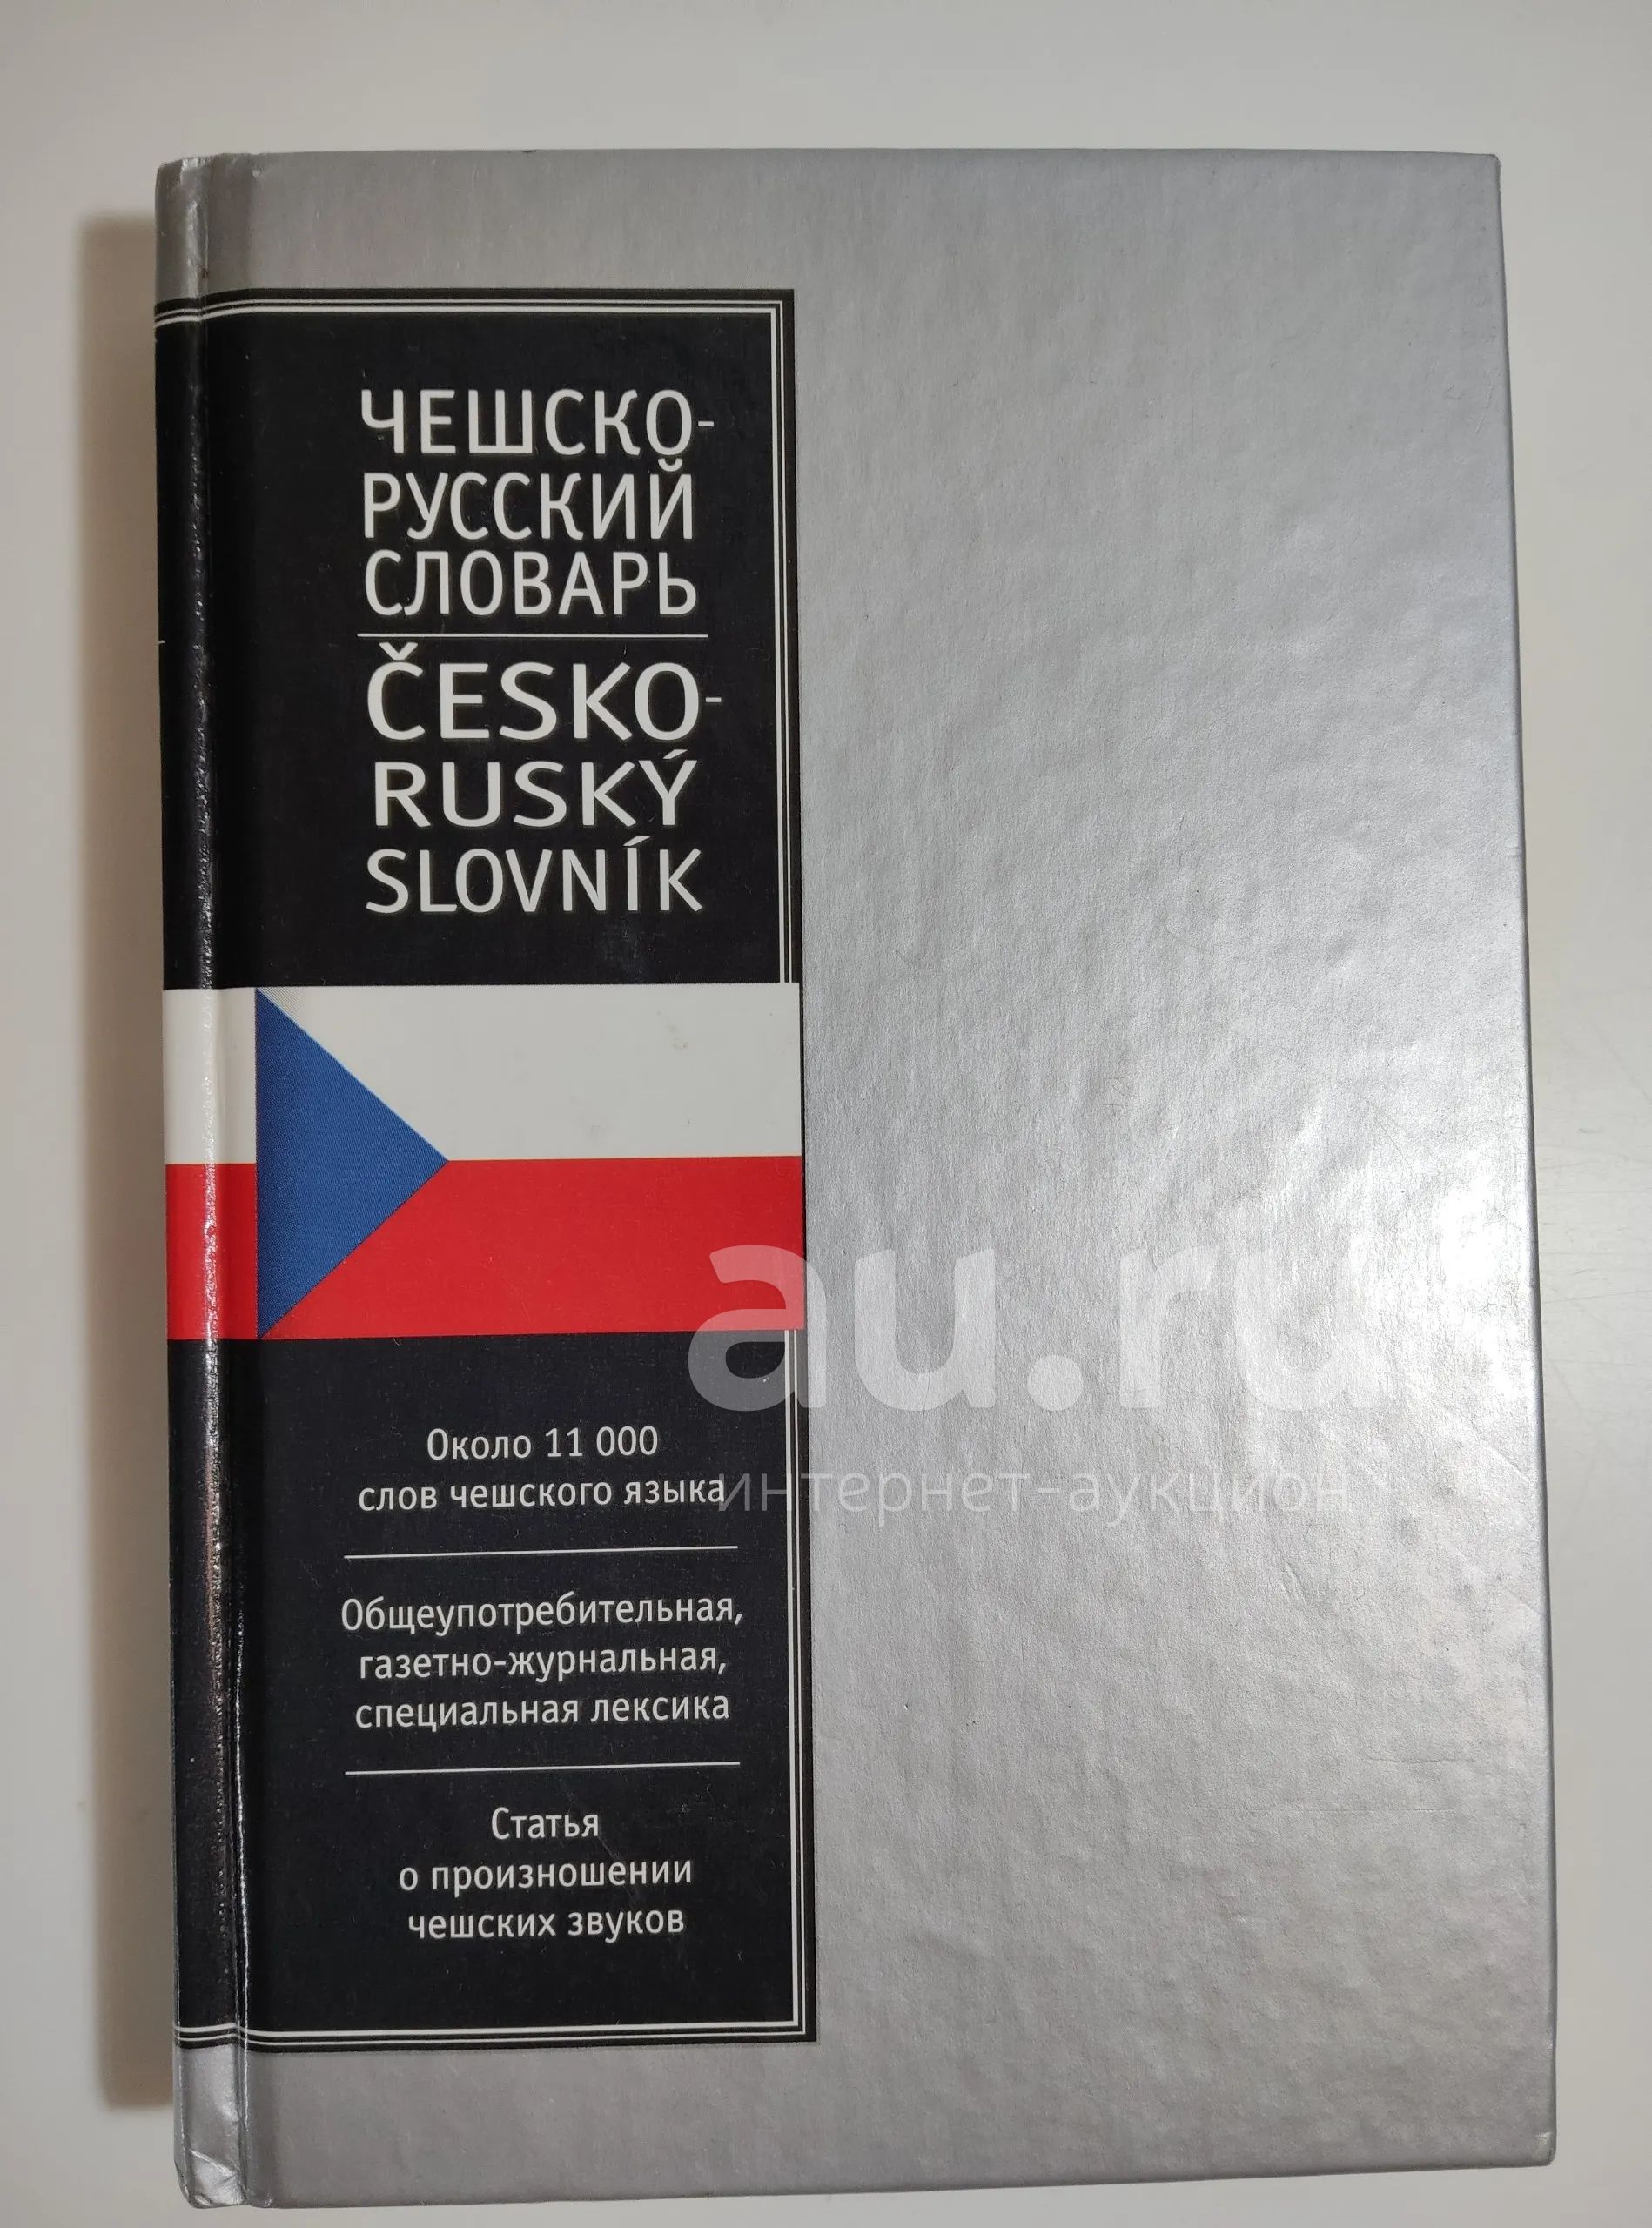 ЧЕШСКО-
РУССКИЙ
СЛОВАРЬ
ČESKO-
RUSKÝ
SLOVNÍK
Около 11 000
слов чешского языка
Общеупотребительная,
газетно-журнальная,
специальная лексика
Статья
о произношении
чешских звуков
au.ru
интернет-аукцион